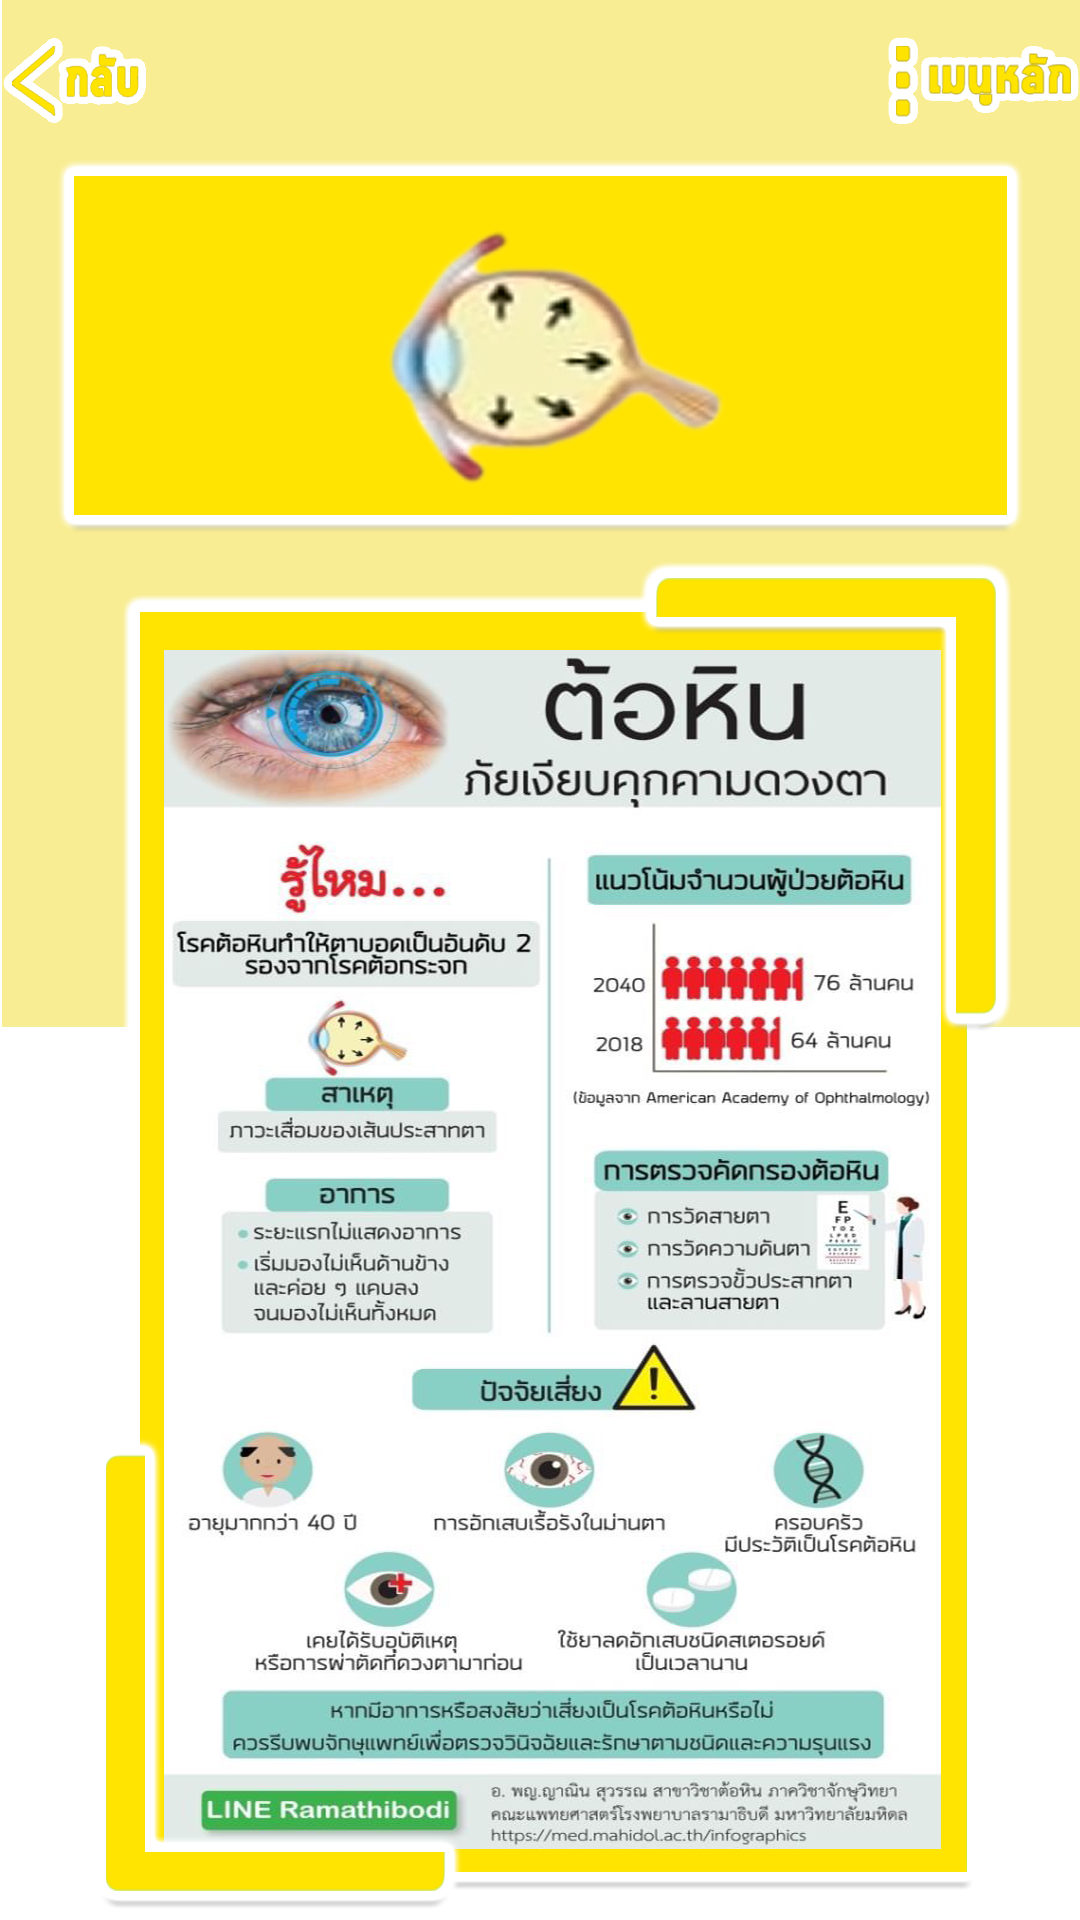 กลับ
เมนูหลัก
ต้อหิน
ภัยเงียบคุกคามดวงตา
รู้ไหม...
โรคต้อหินทำให้ตาบอดเป็นอันดับ 2
รองจากโรคต้อกระจก
สาเหตุ
ภาวะเสื่อมของเส้นประสาทตา
อาการ
ระยะแรกไม่แสดงอาการ
เริ่มมองไม่เห็นด้านข้าง
และค่อย ๆ แคบลง
จนมองไม่เห็นทั้งหมด
แนวโน้มจำนวนผู้ป่วยต้อหิน
2040 76 ล้านคน
2018 64 ล้านคน
(ข้อมูลจาก American Academy of Ophthalmology)
การตรวจคัดกรองต้อหิน
การวัดสายตา
การวัดความดันตา
การตรวจขั้วประสาทตา
และลานสายตา
E
F P
T O Z
L P E D
ปัจจัยเสี่ยง
อายุมากกว่า 40 ปี
การอักเสบเรื้อรังในม่านตา
ครอบครัว
มีประวัติเป็นโรคต้อหิน
เคยได้รับอุบัติเหตุ
หรือการผ่าตัดที่ดวงตามาก่อน
ใช้ยาลดอักเสบชนิดสเตอรอยด์
เป็นเวลานาน
หากมีอาการหรือสงสัยว่าเสี่ยงเป็นโรคต้อหินหรือไม่
ควรรีบพบจักษุแพทย์เพื่อตรวจวินิจฉัยและรักษาตามชนิดและความรุนแรง
LINE Ramathibodi
อ. พญ.ญาณิน สุวรรณ สาขาวิชาต้อหิน ภาควิชาจักษุวิทยา
คณะแพทยศาสตร์โรงพยาบาลรามาธิบดี มหาวิทยาลัยมหิดล
https://med.mahidol.ac.th/infographics